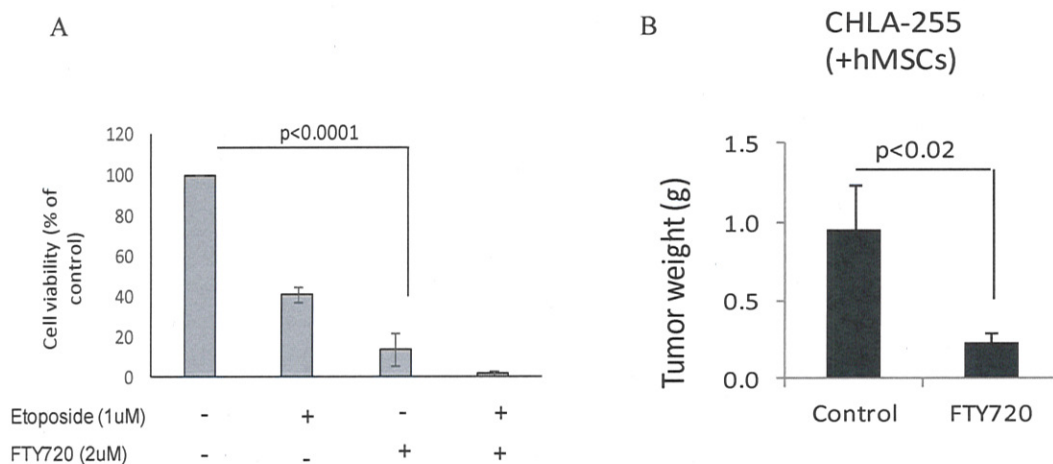 A
p<0.0001
Cell viability (% of
control)
120
100
80
60
40
20
0
Etoposide (1uM) - + - +
FTY720 (2uM) - - + +
B
CHLA-255
(+hMSCs)
p<0.02
Tumor weight (g)
1.5
1.0
0.5
0.0
Control FTY720